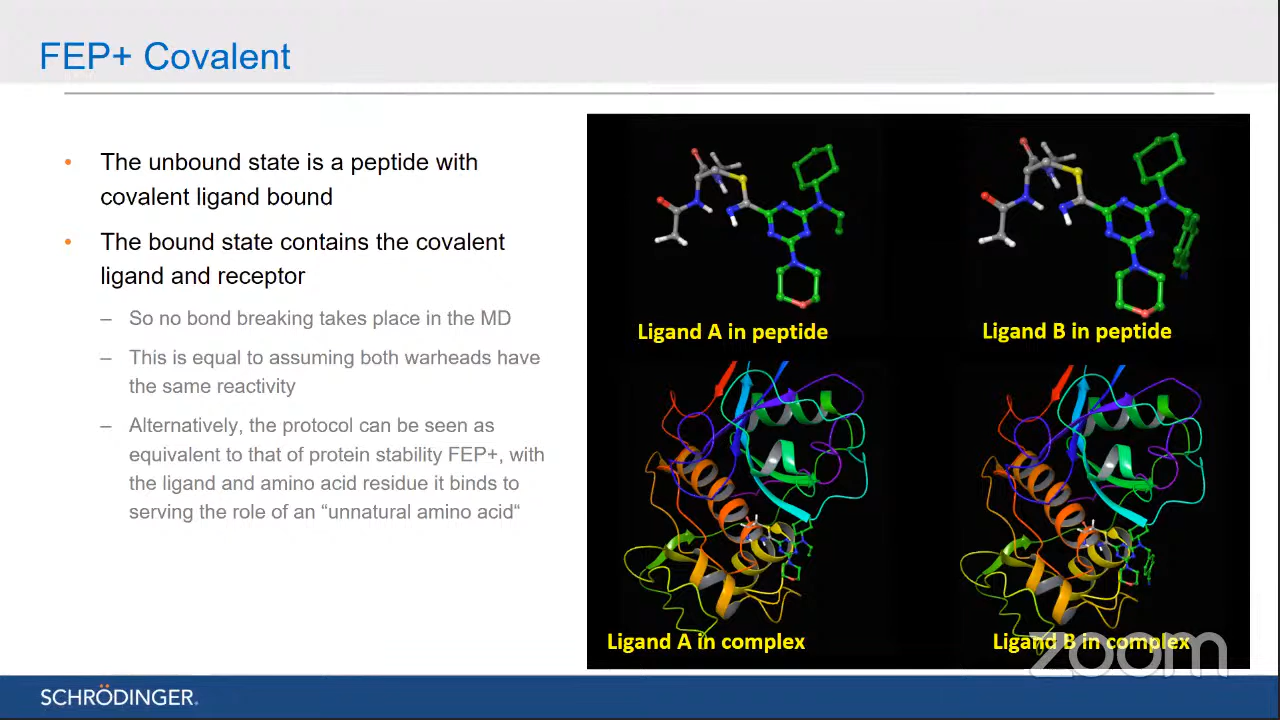 FEP+ Covalent
• The unbound state is a peptide with
covalent ligand bound
• The bound state contains the covalent
ligand and receptor
– So no bond breaking takes place in the MD
– This is equal to assuming both warheads have
the same reactivity
– Alternatively, the protocol can be seen as
equivalent to that of protein stability FEP+, with
the ligand and amino acid residue it binds to
serving the role of an “unnatural amino acid“
Ligand A in peptide
Ligand B in peptide
Ligand A in complex
Ligand B in complex
zoom
SCHRÖDINGER.